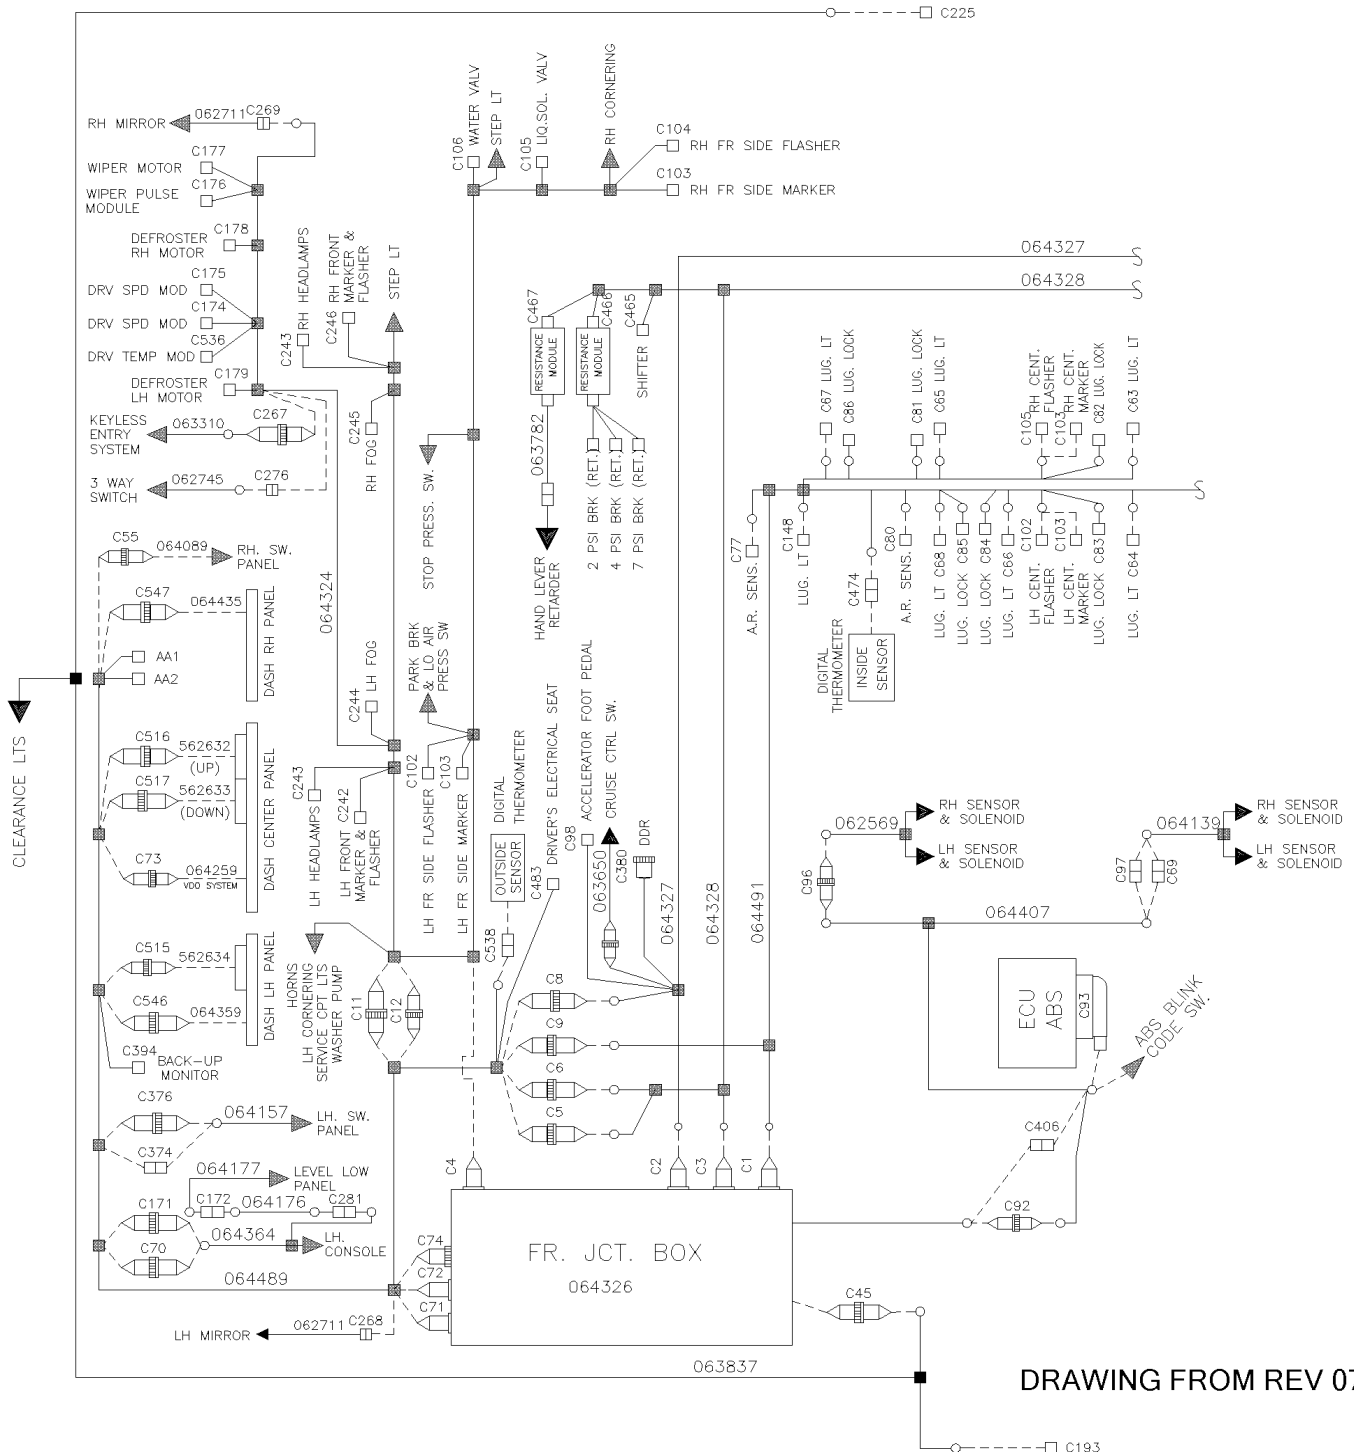 C225
RH MIRROR
062711
C269
WIPER MOTOR
C177
WIPER PULSE
MODULE
C176
DEFROSTER
RH MOTOR
C178
DRV SPD MOD
C175
DRV SPD MOD
C174
DRV TEMP MOD
C536
DEFROSTER
LH MOTOR
C179
KEYLESS
ENTRY
SYSTEM
063310
C267
3 WAY
SWITCH
062745
C276
C106
WATER VALV
STEP LT
C105
LIQ.SOL. VALV
RH CORNERING
C104
RH FR SIDE FLASHER
C103
RH FR SIDE MARKER
C243
RH HEADLAMPS
C246
RH FRONT
MARKER &
FLASHER
STEP LT
C245
RH FOG
STOP PRESS. SW.
064324
064327
064328
C467
C466
C465
RESISTANCE
MODULE
RESISTANCE
MODULE
SHIFTER
063782
HAND LEVER
RETARDER
2 PSI BRK (RET.)
4 PSI BRK (RET.)
7 PSI BRK (RET.)
C67 LUG. LT
C86 LUG. LOCK
C81 LUG. LOCK
C65 LUG. LT
C105
RH CENT.
FLASHER
C103
RH CENT.
MARKER
C82 LUG. LOCK
C63 LUG. LT
C77
A.R. SENS.
C148
LUG. LT
C474
DIGITAL
THERMOMETER
INSIDE
SENSOR
C80
A.R. SENS.
LUG. LT C68
LUG. LOCK C85
LUG. LOCK C84
LUG. LT C66
C102
LH CENT.
FLASHER
C103
LH CENT.
MARKER
LUG. LOCK C83
LUG. LT C64
C55
064089
RH. SW.
PANEL
C547
064435
DASH RH PANEL
AA1
AA2
CLEARANCE LTS
C516
562632
(UP)
C517
562633
(DOWN)
C73
064259
VDO SYSTEM
DASH CENTER PANEL
C515
562634
C546
064359
DASH LH PANEL
C394
BACK-UP
MONITOR
C376
064157
LH. SW.
PANEL
C374
064177
LEVEL LOW
PANEL
C172
064176
C281
C171
064364
LH.
CONSOLE
C70
064489
LH MIRROR
062711
C268
C244
LH FOG
C243
LH HEADLAMPS
C242
LH FRONT
MARKER &
FLASHER
PARK BRK
& LO AIR
PRESS SW
C102
LH FR SIDE FLASHER
C103
LH FR SIDE MARKER
HORNS
LH CORNERING
SERVICE CPT LTS
WASHER PUMP
C11
C12
DIGITAL
THERMOMETER
OUTSIDE
SENSOR
C538
C483
DRIVER'S ELECTRICAL SEAT
C98
ACCELERATOR FOOT PEDAL
063650
CRUISE CTRL SW.
C380
DDR
064327
064328
064491
C8
C9
C6
C5
C4
C2
C3
C1
C74
C72
C71
FR. JCT. BOX
064326
C45
063837
C193
062569
RH SENSOR
& SOLENOID
LH SENSOR
& SOLENOID
C96
064139
RH SENSOR
& SOLENOID
LH SENSOR
& SOLENOID
C97
C69
064407
ECU
ABS
C93
ABS BLINK
CODE SW.
C406
C92
DRAWING FROM REV 07